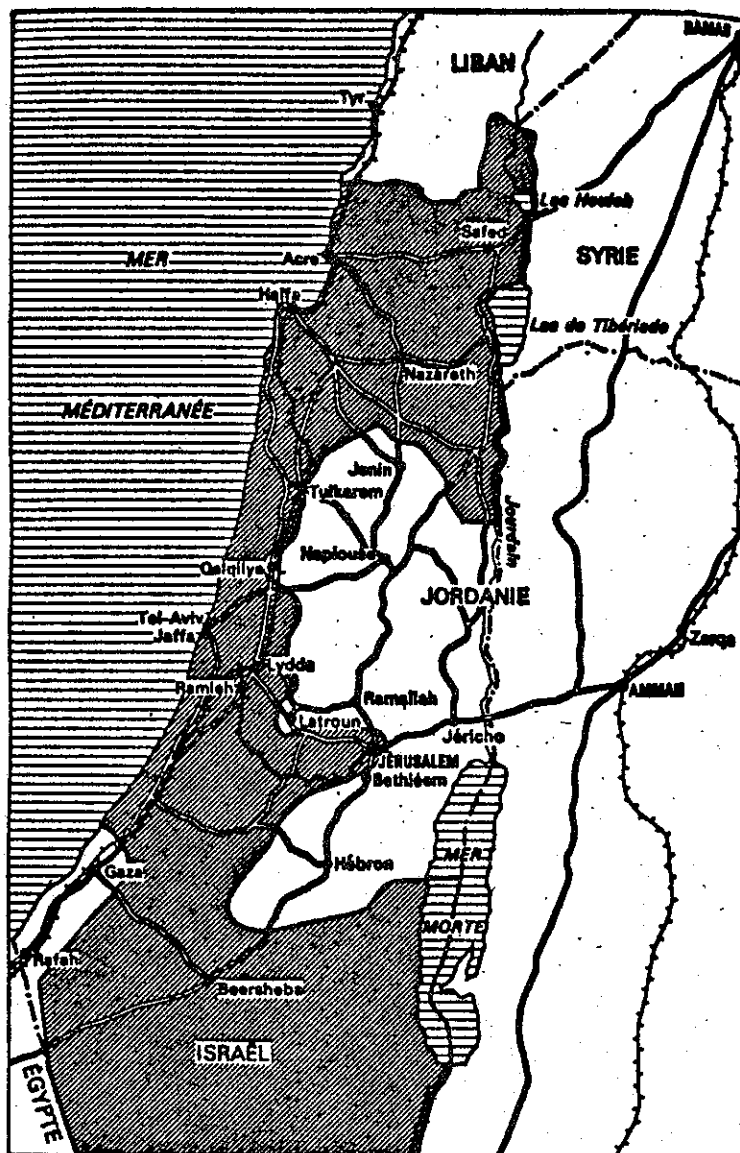 DAMAS
LIBAN
Tyr
Lac Houleh
Safed
MER
Acre
SYRIE
Haïfa
Lac de Tibériade
Nazareth
MÉDITERRANÉE
Jenin
Tulkarem
Jourdain
Naplouse
Qalqilya
JORDANIE
Tel-Aviv
Jaffa
Zarqa
Lydda
Ramleh
Ramallah
AMMAN
Latroun
Jéricho
JÉRUSALEM
Bethléem
MER
Hébron
Gaza
MORTE
Rafah
Beersheba
ISRAËL
ÉGYPTE